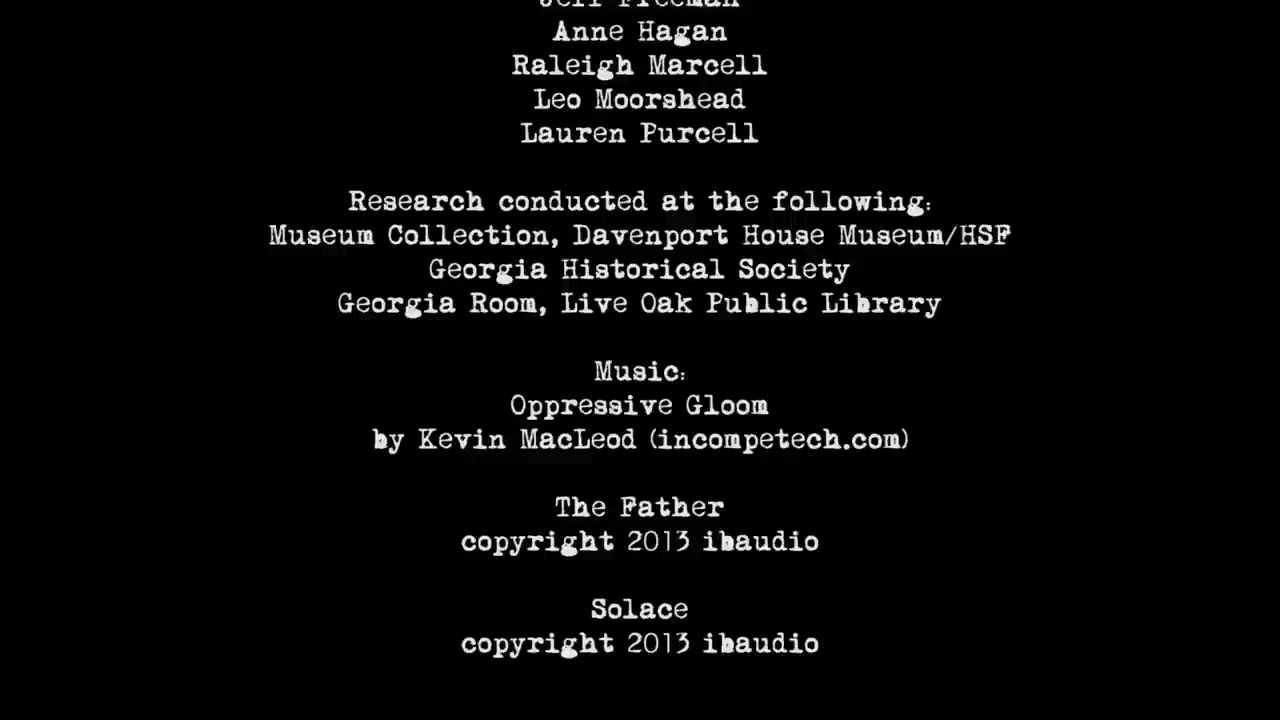 Jeff Freeman
Anne Hagan
Raleigh Marcell
Leo Moorshead
Lauren Purcell
Research conducted at the following:
Museum Collection, Davenport House Museum/HSF
Georgia Historical Society
Georgia Room, Live Oak Public Library
Music:
Oppressive Gloom
by Kevin MacLeod (incompetech.com)
The Father
copyright 2013 ibaudio
Solace
copyright 2013 ibaudio